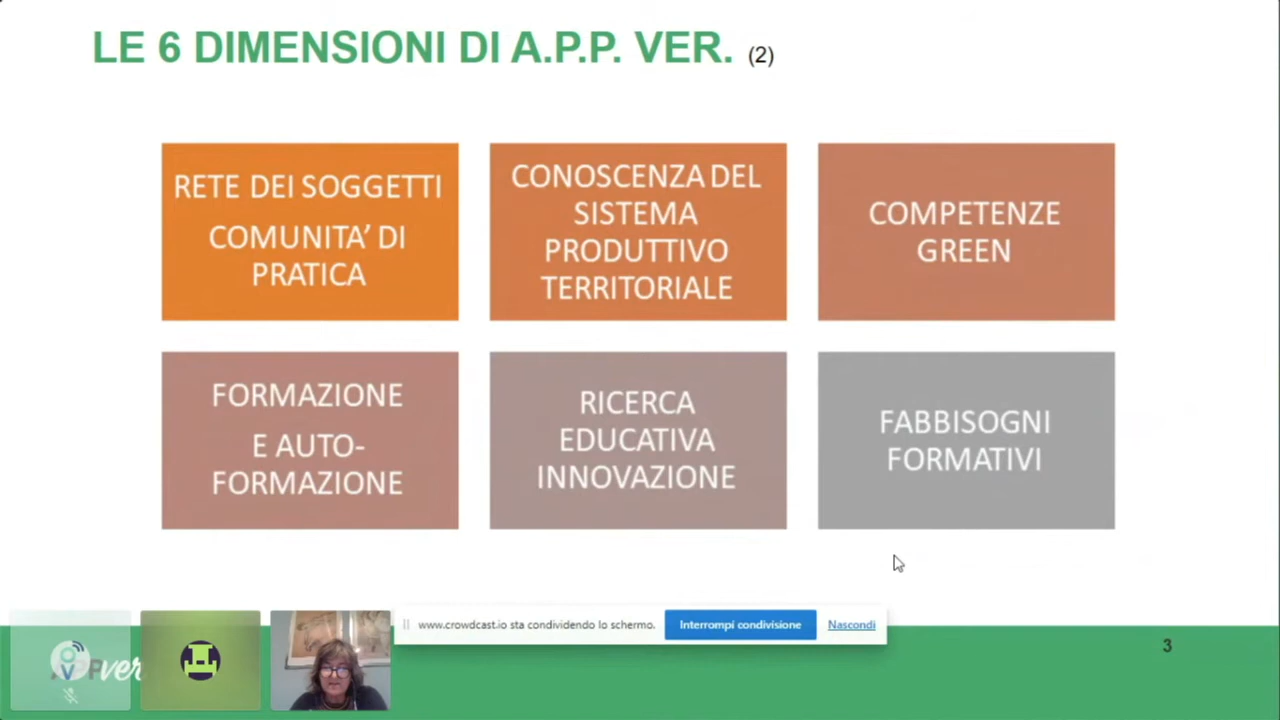 LE 6 DIMENSIONI DI A.P.P. VER. (2)
RETE DEI SOGGETTI
COMUNITA’ DI
PRATICA
CONOSCENZA DEL
SISTEMA
PRODUTTIVO
TERRITORIALE
COMPETENZE
GREEN
FORMAZIONE
E AUTO-
FORMAZIONE
RICERCA
EDUCATIVA
INNOVAZIONE
FABBISOGNI
FORMATIVI
www.crowdcast.io sta condividendo lo schermo.
Interrompi condivisione
Nascondi
3
ver